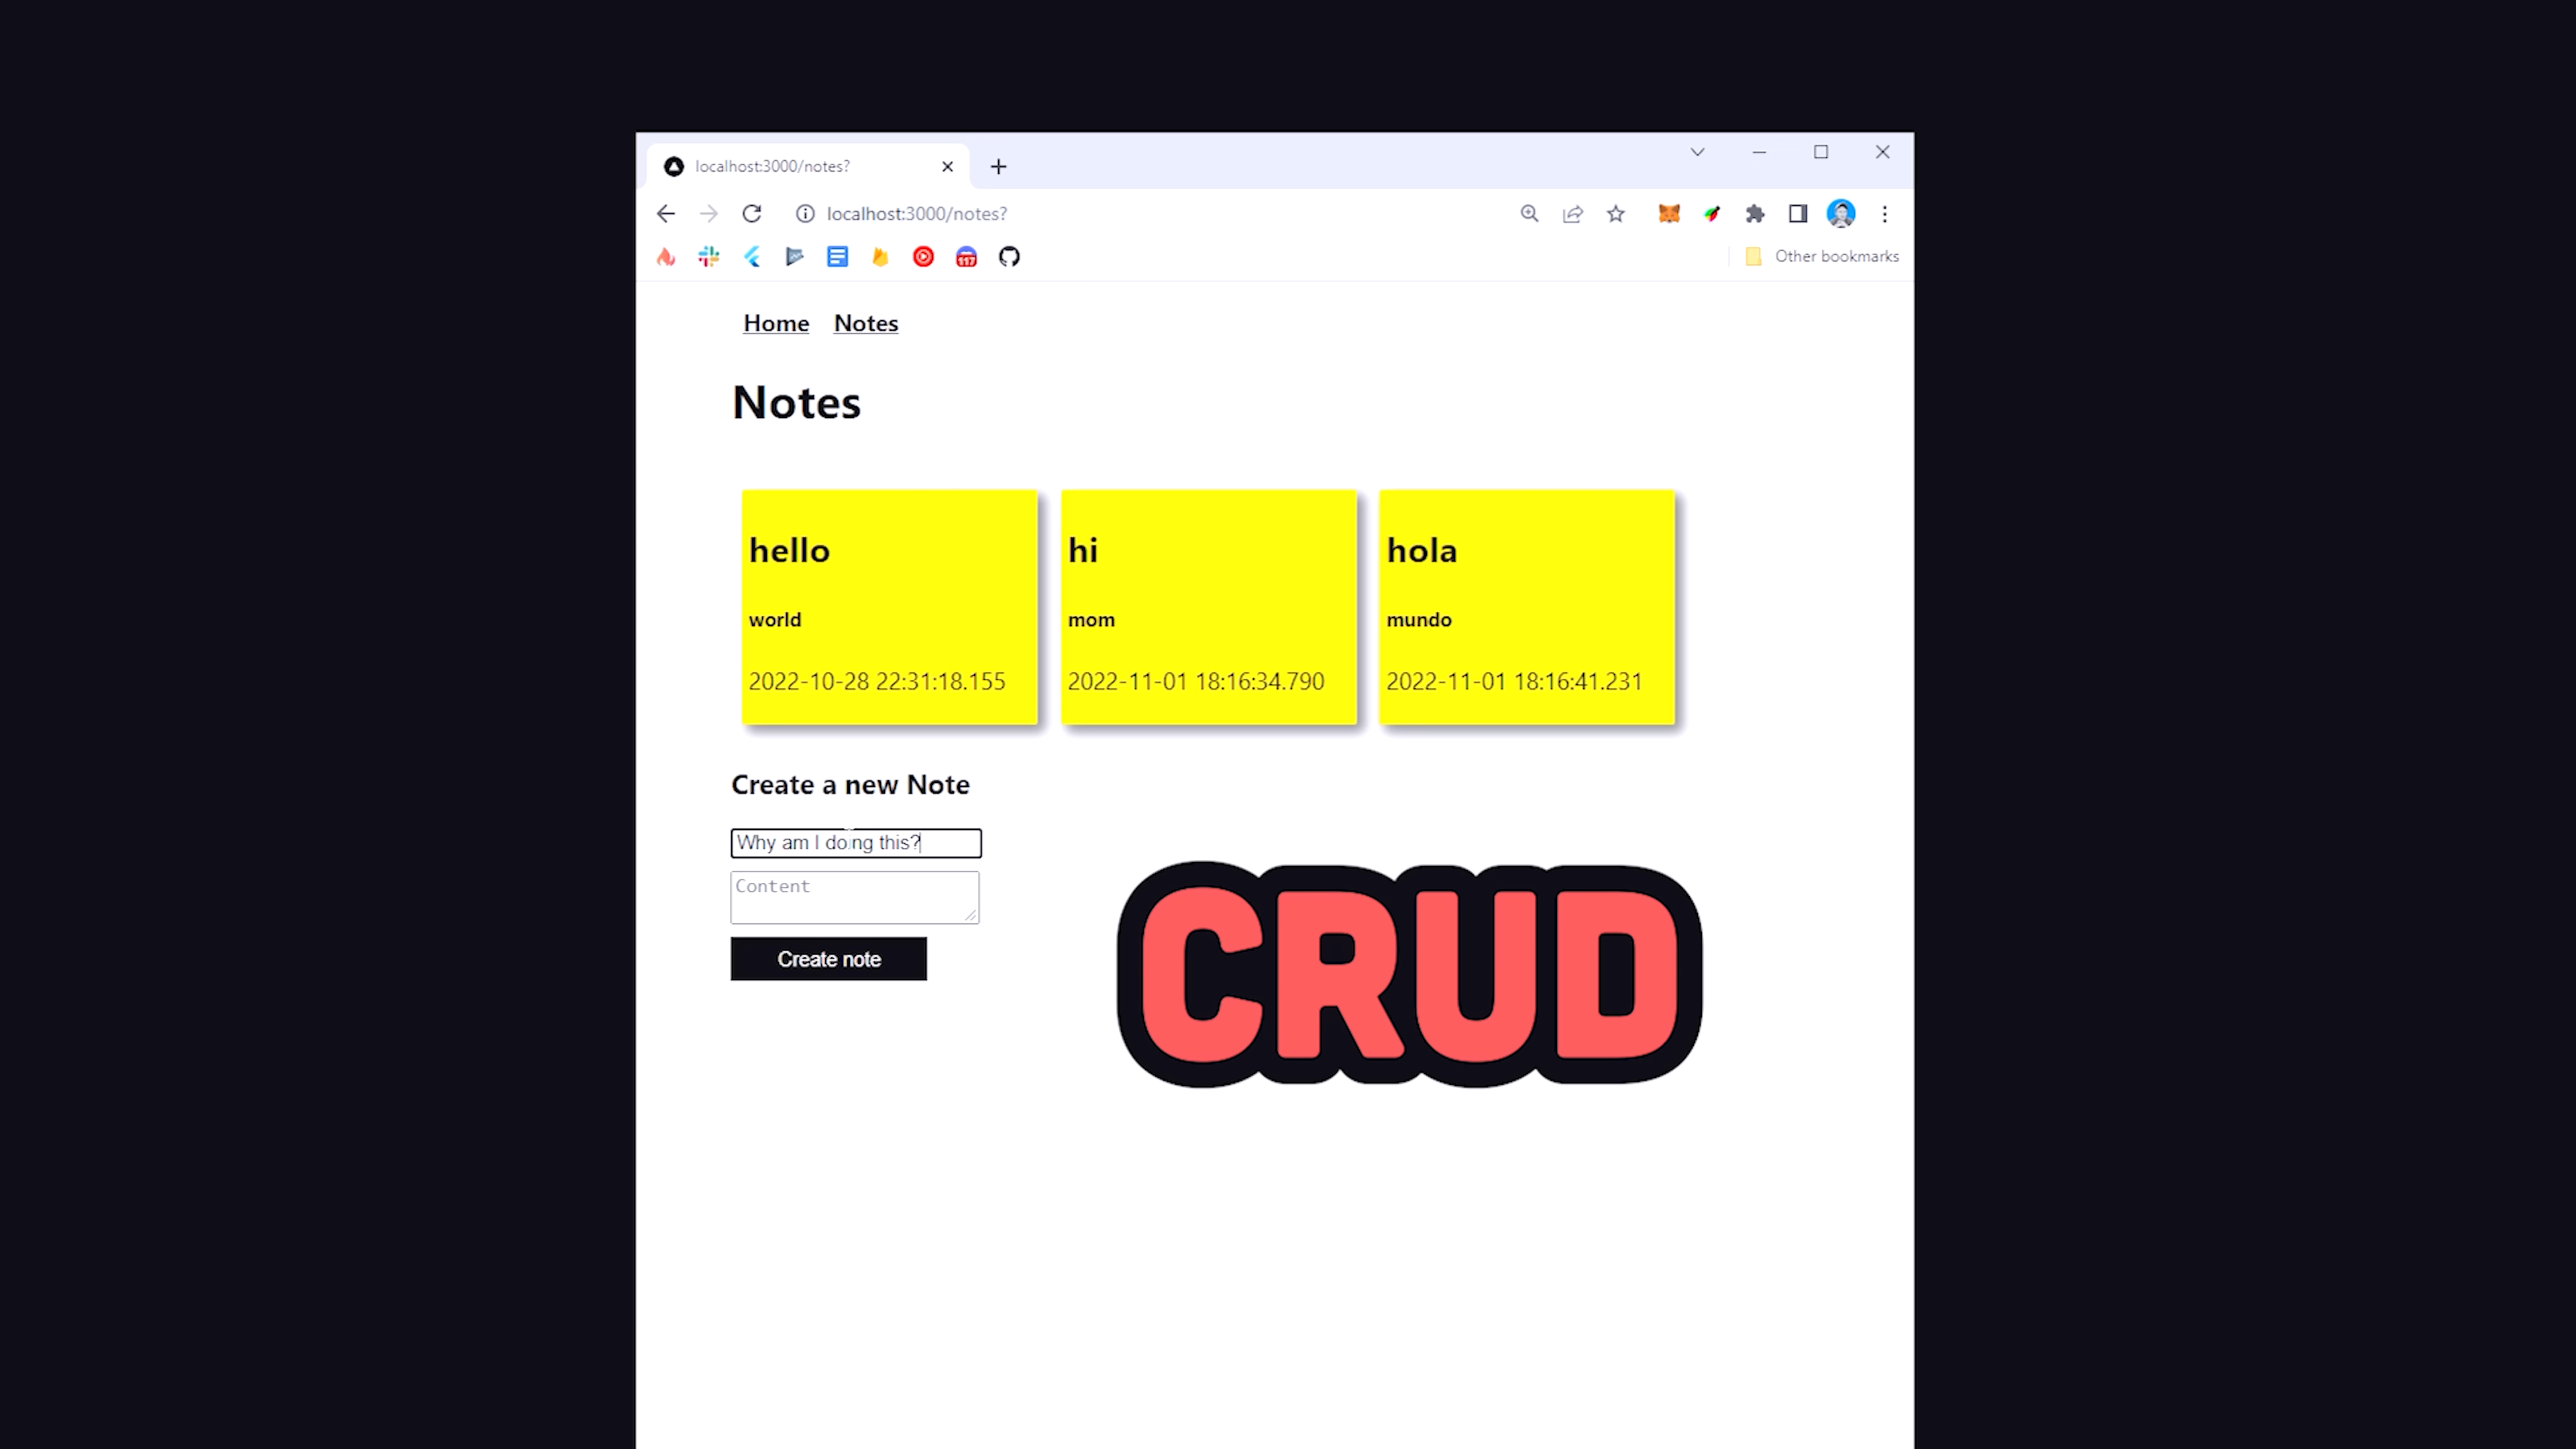 localhost:3000/notes?
localhost:3000/notes?
117
Other bookmarks
Home Notes
Notes
hello
world
2022-10-28 22:31:18.155
hi
mom
2022-11-01 18:16:34.790
hola
mundo
2022-11-01 18:16:41.231
Create a new Note
Why am I doing this?
Content
Create note
CRUD